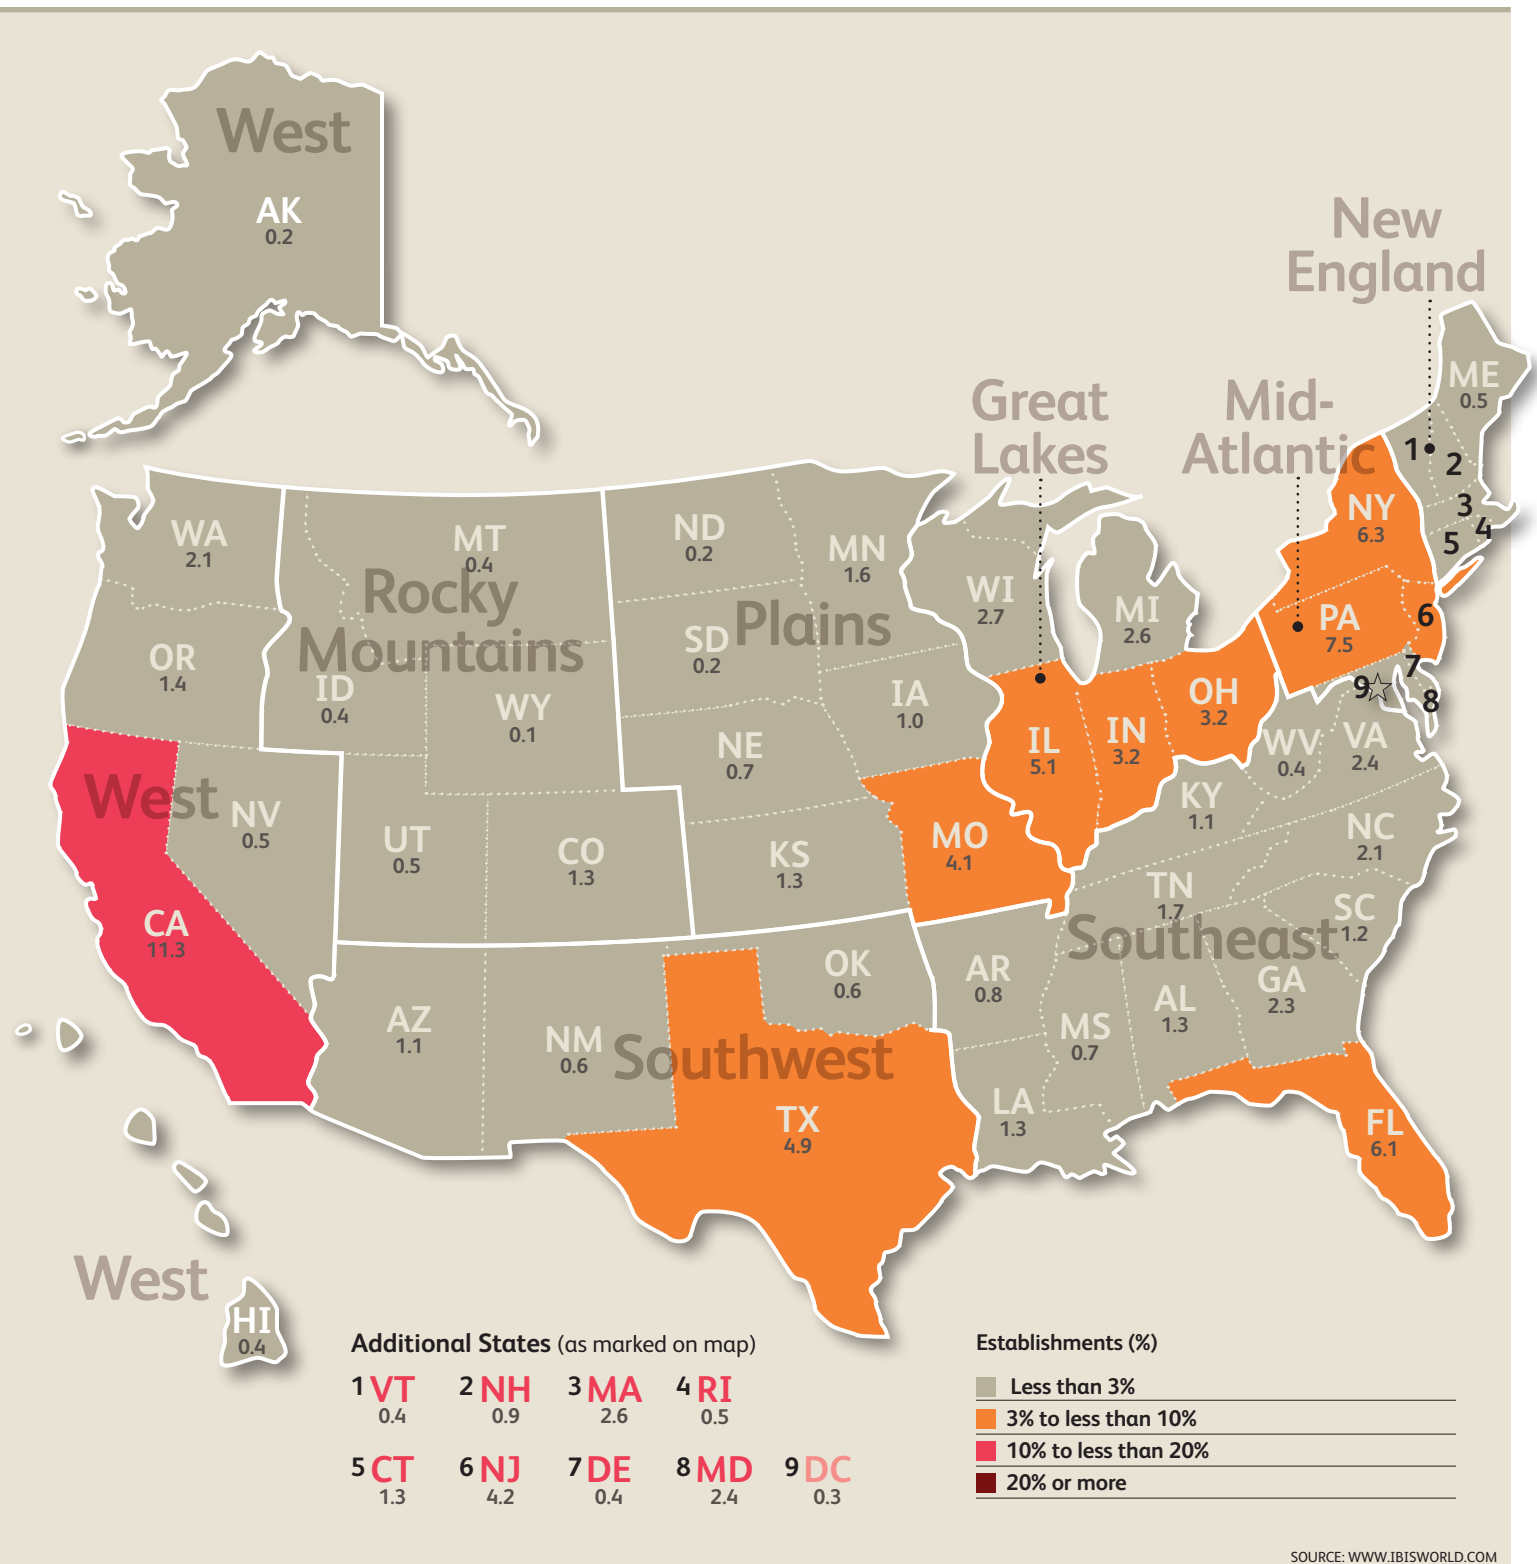 West
AK
0.2
New
England
ME
0.5
Great
Lakes
Mid-
Atlantic
1
2
3
4
5
NY
6.3
WA
2.1
MT
0.4
ND
0.2
MN
1.6
Rocky
Mountains
Plains
WI
2.7
MI
2.6
PA
7.5
6
OR
1.4
ID
0.4
WY
0.1
SD
0.2
IA
1.0
OH
3.2
7
8
9
IL
5.1
IN
3.2
WV
0.4
VA
2.4
NE
0.7
West
NV
0.5
UT
0.5
CO
1.3
KS
1.3
MO
4.1
KY
1.1
NC
2.1
TN
1.7
SC
1.2
CA
11.3
Southeast
OK
0.6
AR
0.8
GA
2.3
AL
1.3
MS
0.7
AZ
1.1
NM
0.6
Southwest
TX
4.9
LA
1.3
FL
6.1
West
HI
0.4
Additional States (as marked on map)
1 VT 2 NH 3 MA 4 RI
0.4 0.9 2.6 0.5
5 CT 6 NJ 7 DE 8 MD 9 DC
1.3 4.2 0.4 2.4 0.3
Establishments (%)
Less than 3%
3% to less than 10%
10% to less than 20%
20% or more
SOURCE: WWW.IBISWORLD.COM